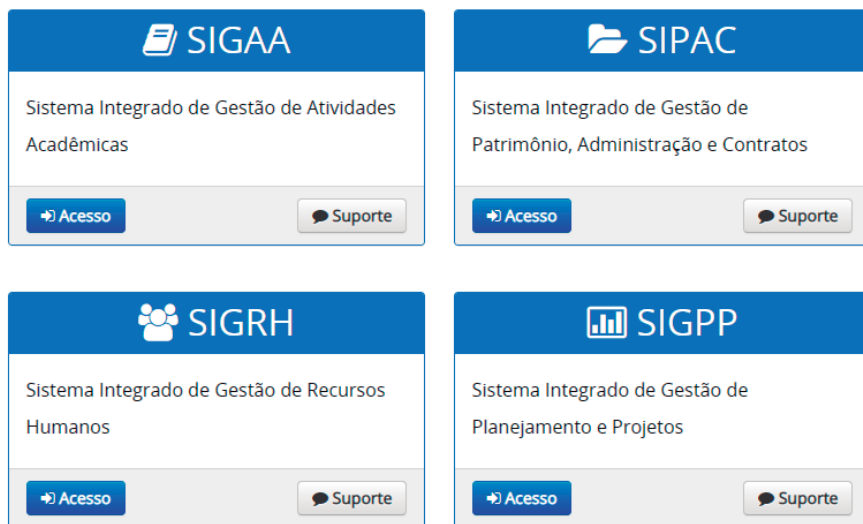 SIGAA
Sistema Integrado de Gestão de Atividades
Acadêmicas
Acesso
Suporte
SIPAC
Sistema Integrado de Gestão de
Patrimônio, Administração e Contratos
Acesso
Suporte
SIGRH
Sistema Integrado de Gestão de Recursos
Humanos
Acesso
Suporte
SIGPP
Sistema Integrado de Gestão de
Planejamento e Projetos
Acesso
Suporte